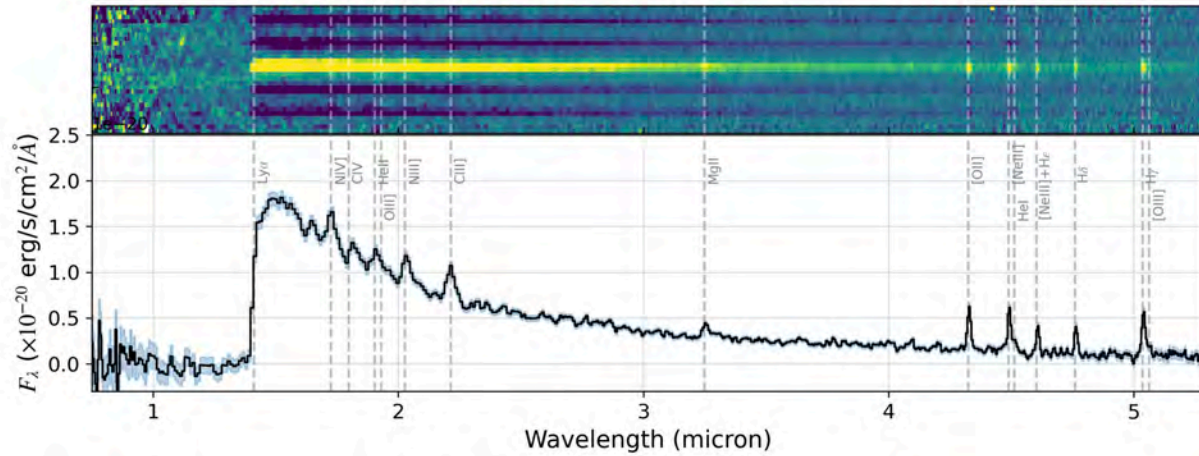 2.5
2.0
1.5
1.0
0.5
0.0
F_λ (×10⁻²⁰ erg/s/cm²/Å)
Lyα
NIV]
CIV
HeII
OIII]
NIII]
CIII]
MgII
[OII]
[NeIII]
HeI
[NeIII]+Hε
Hδ
Hγ
[OIII]
1 2 3 4 5
Wavelength (micron)